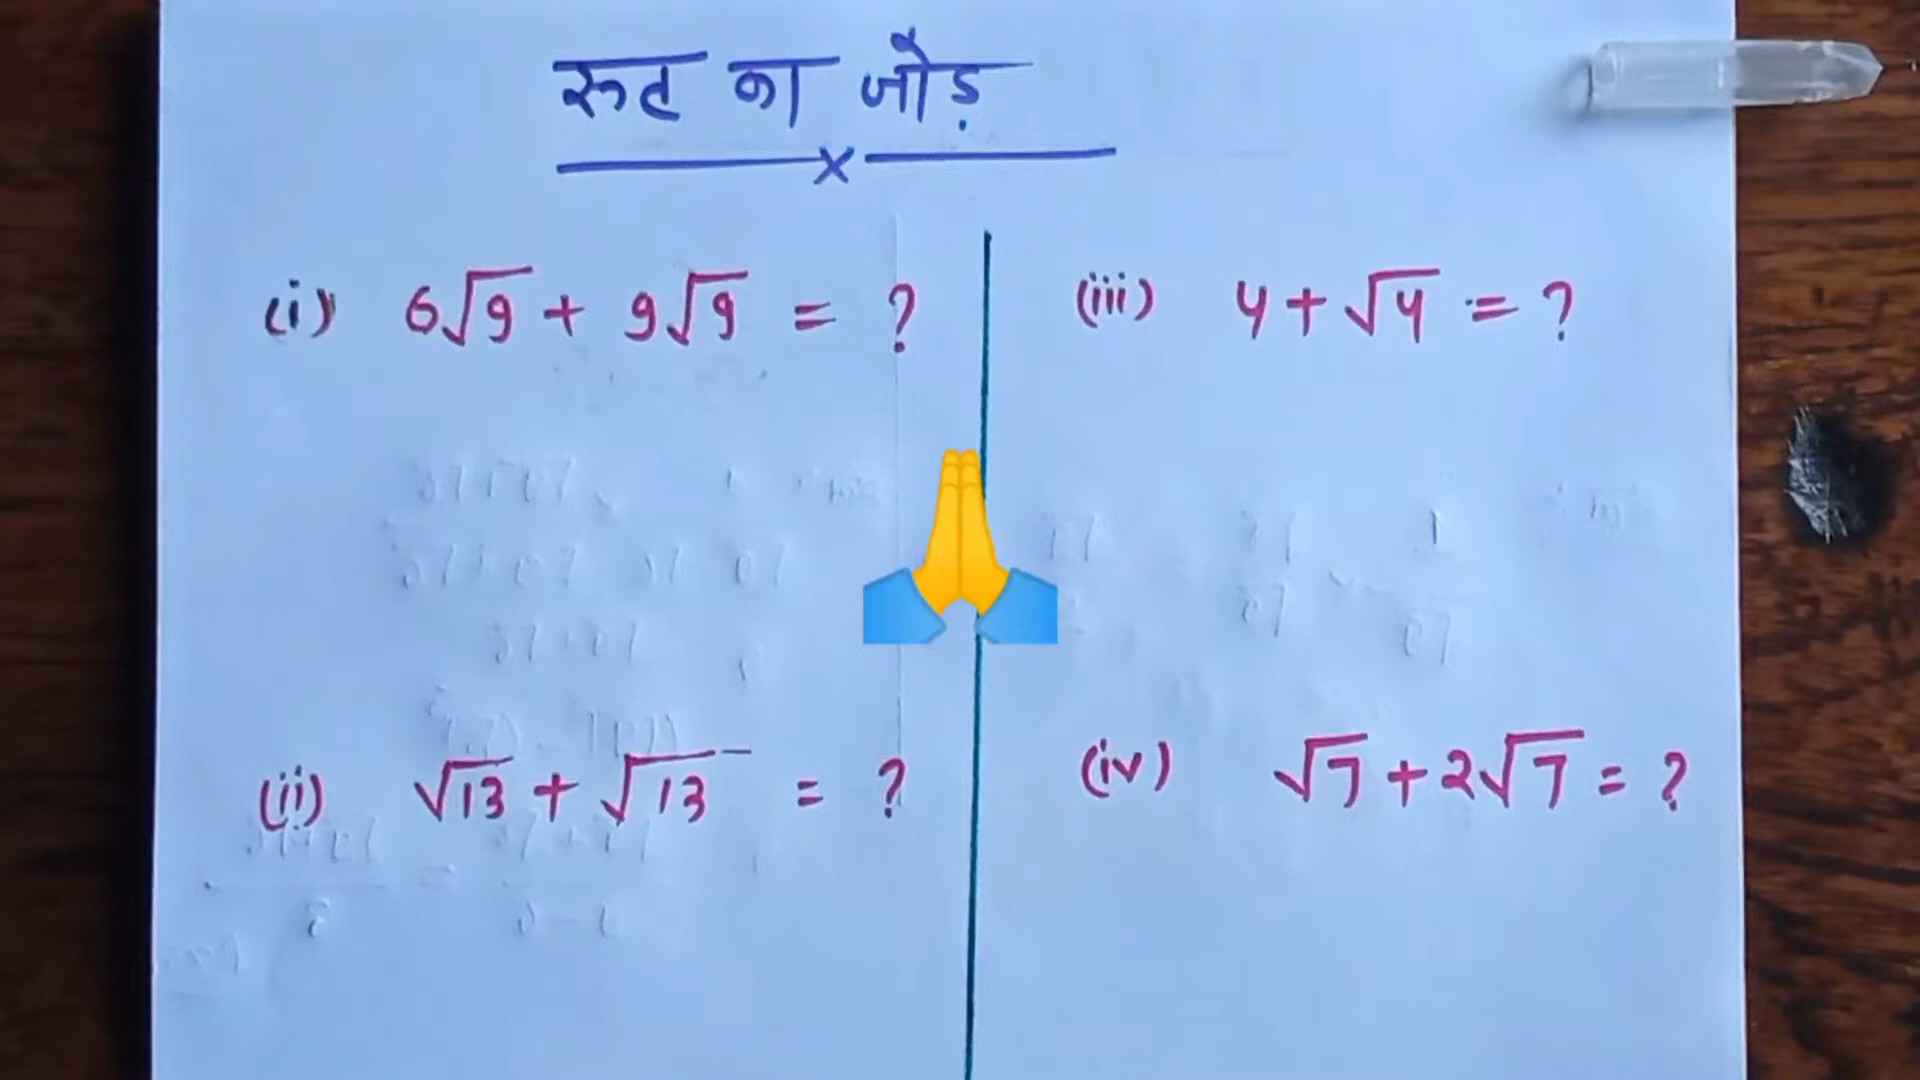 रूट का जोड़
x
(i) 6√9 + 9√9 = ?
(ii) √13 + √13 = ?
(iii) 4 + √4 = ?
(iv) √7 + 2√7 = ?